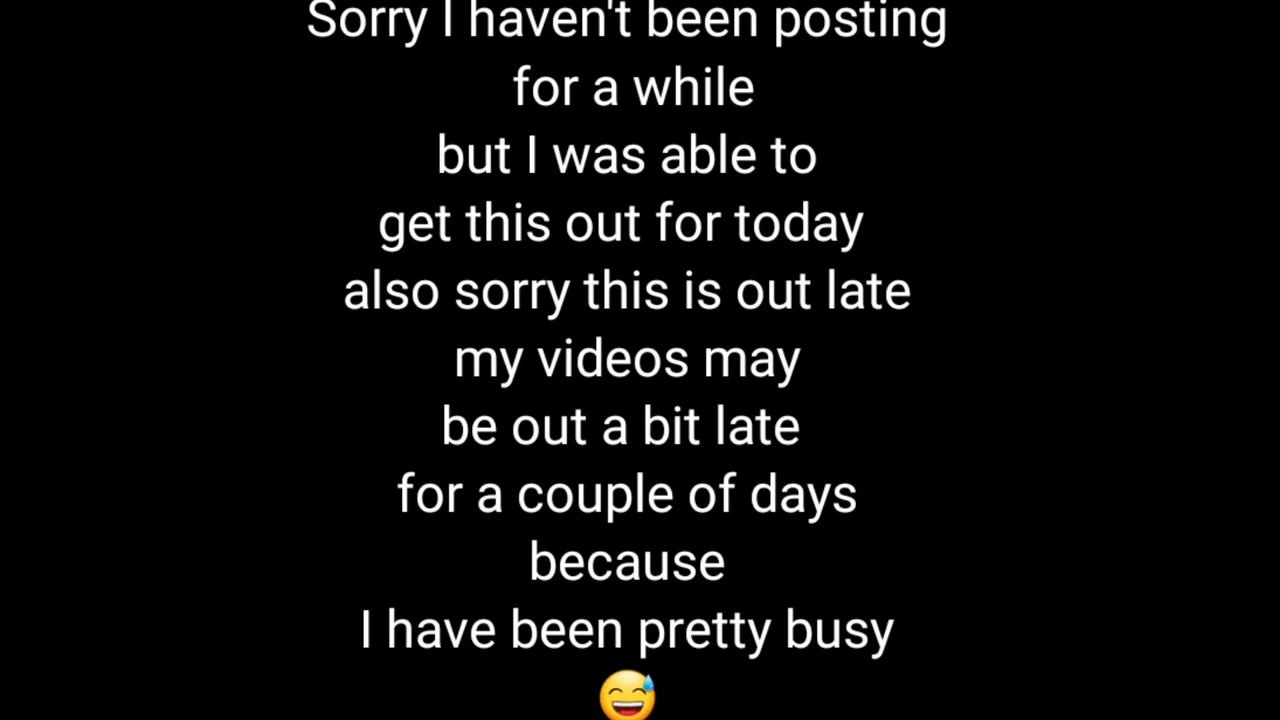 Sorry I haven't been posting
for a while
but I was able to
get this out for today
also sorry this is out late
my videos may
be out a bit late
for a couple of days
because
I have been pretty busy
😅